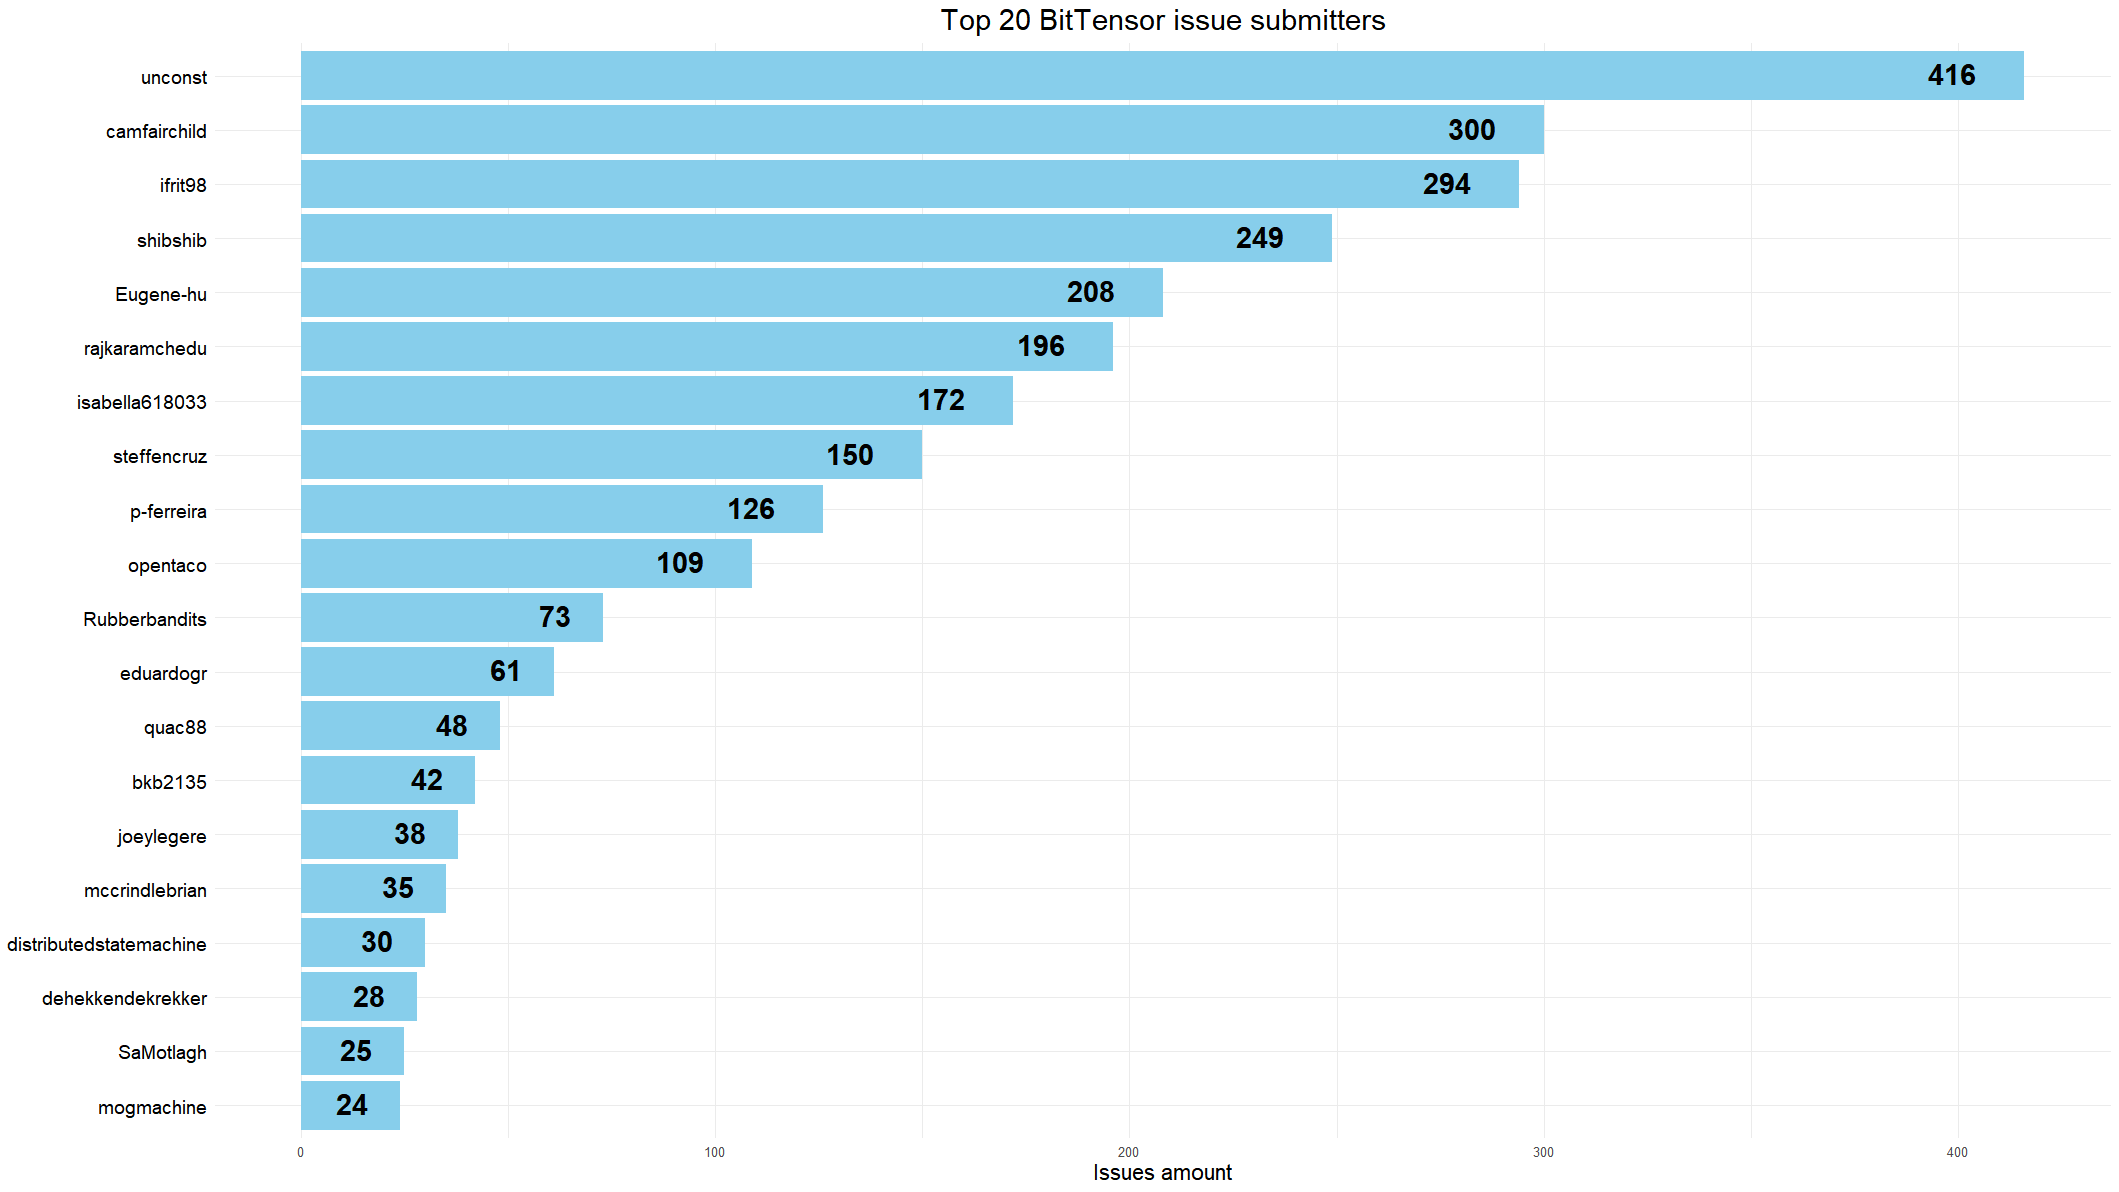 Top 20 BitTensor issue submitters
unconst 416
camfairchild 300
ifrit98 294
shibshib 249
Eugene-hu 208
rajkaramchedu 196
isabella618033 172
steffencruz 150
p-ferreira 126
opentaco 109
Rubberbandits 73
eduardogr 61
quac88 48
bkb2135 42
joeylegere 38
mccrindlebrian 35
distributedstatemachine 30
dehekkendekrekker 28
SaMotlagh 25
mogmachine 24
0 100 200 300 400
Issues amount